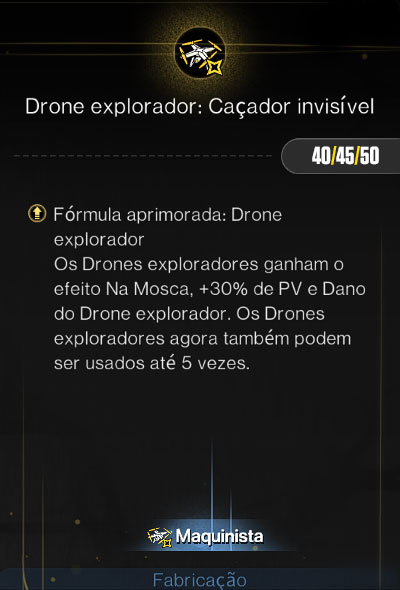 Drone explorador: Caçador invisível
40/45/50
Fórmula aprimorada: Drone
explorador
Os Drones exploradores ganham o
efeito Na Mosca, +30% de PV e Dano
do Drone explorador. Os Drones
exploradores agora também podem
ser usados até 5 vezes.
Maquinista
Fabricação